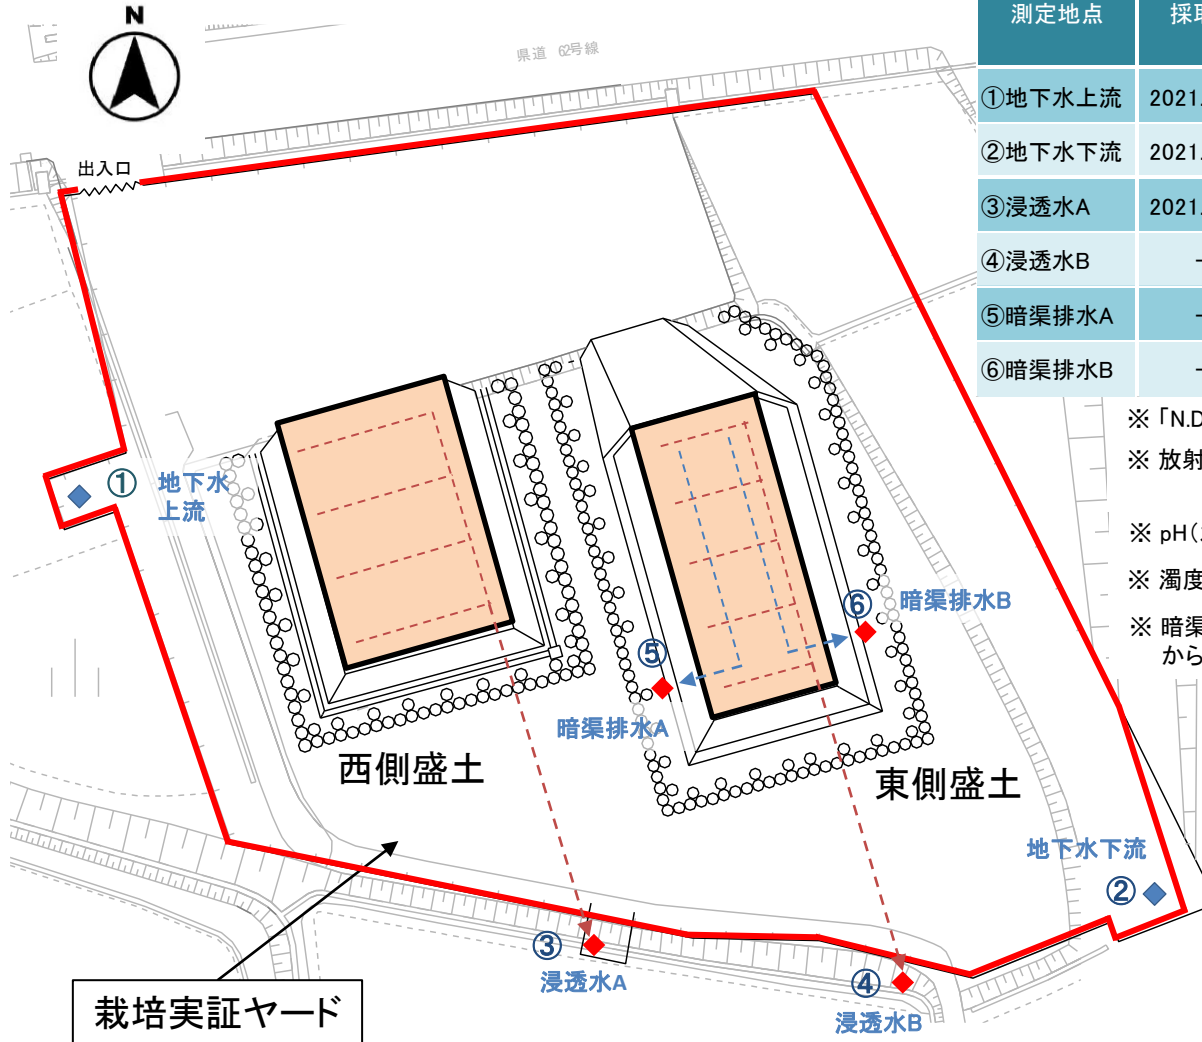 N
県道 62号線
出入口
測定地点 採取
①地下水上流 2021.
②地下水下流 2021.
③浸透水A 2021.
④浸透水B -
⑤暗渠排水A -
⑥暗渠排水B -
※「N.D
※ 放射
※ pH(
※ 濁度
※ 暗渠
から
① 地下水
上流
⑥ 暗渠排水B
⑤
暗渠排水A
西側盛土
東側盛土
地下水下流
②
③
浸透水A
④
浸透水B
栽培実証ヤード